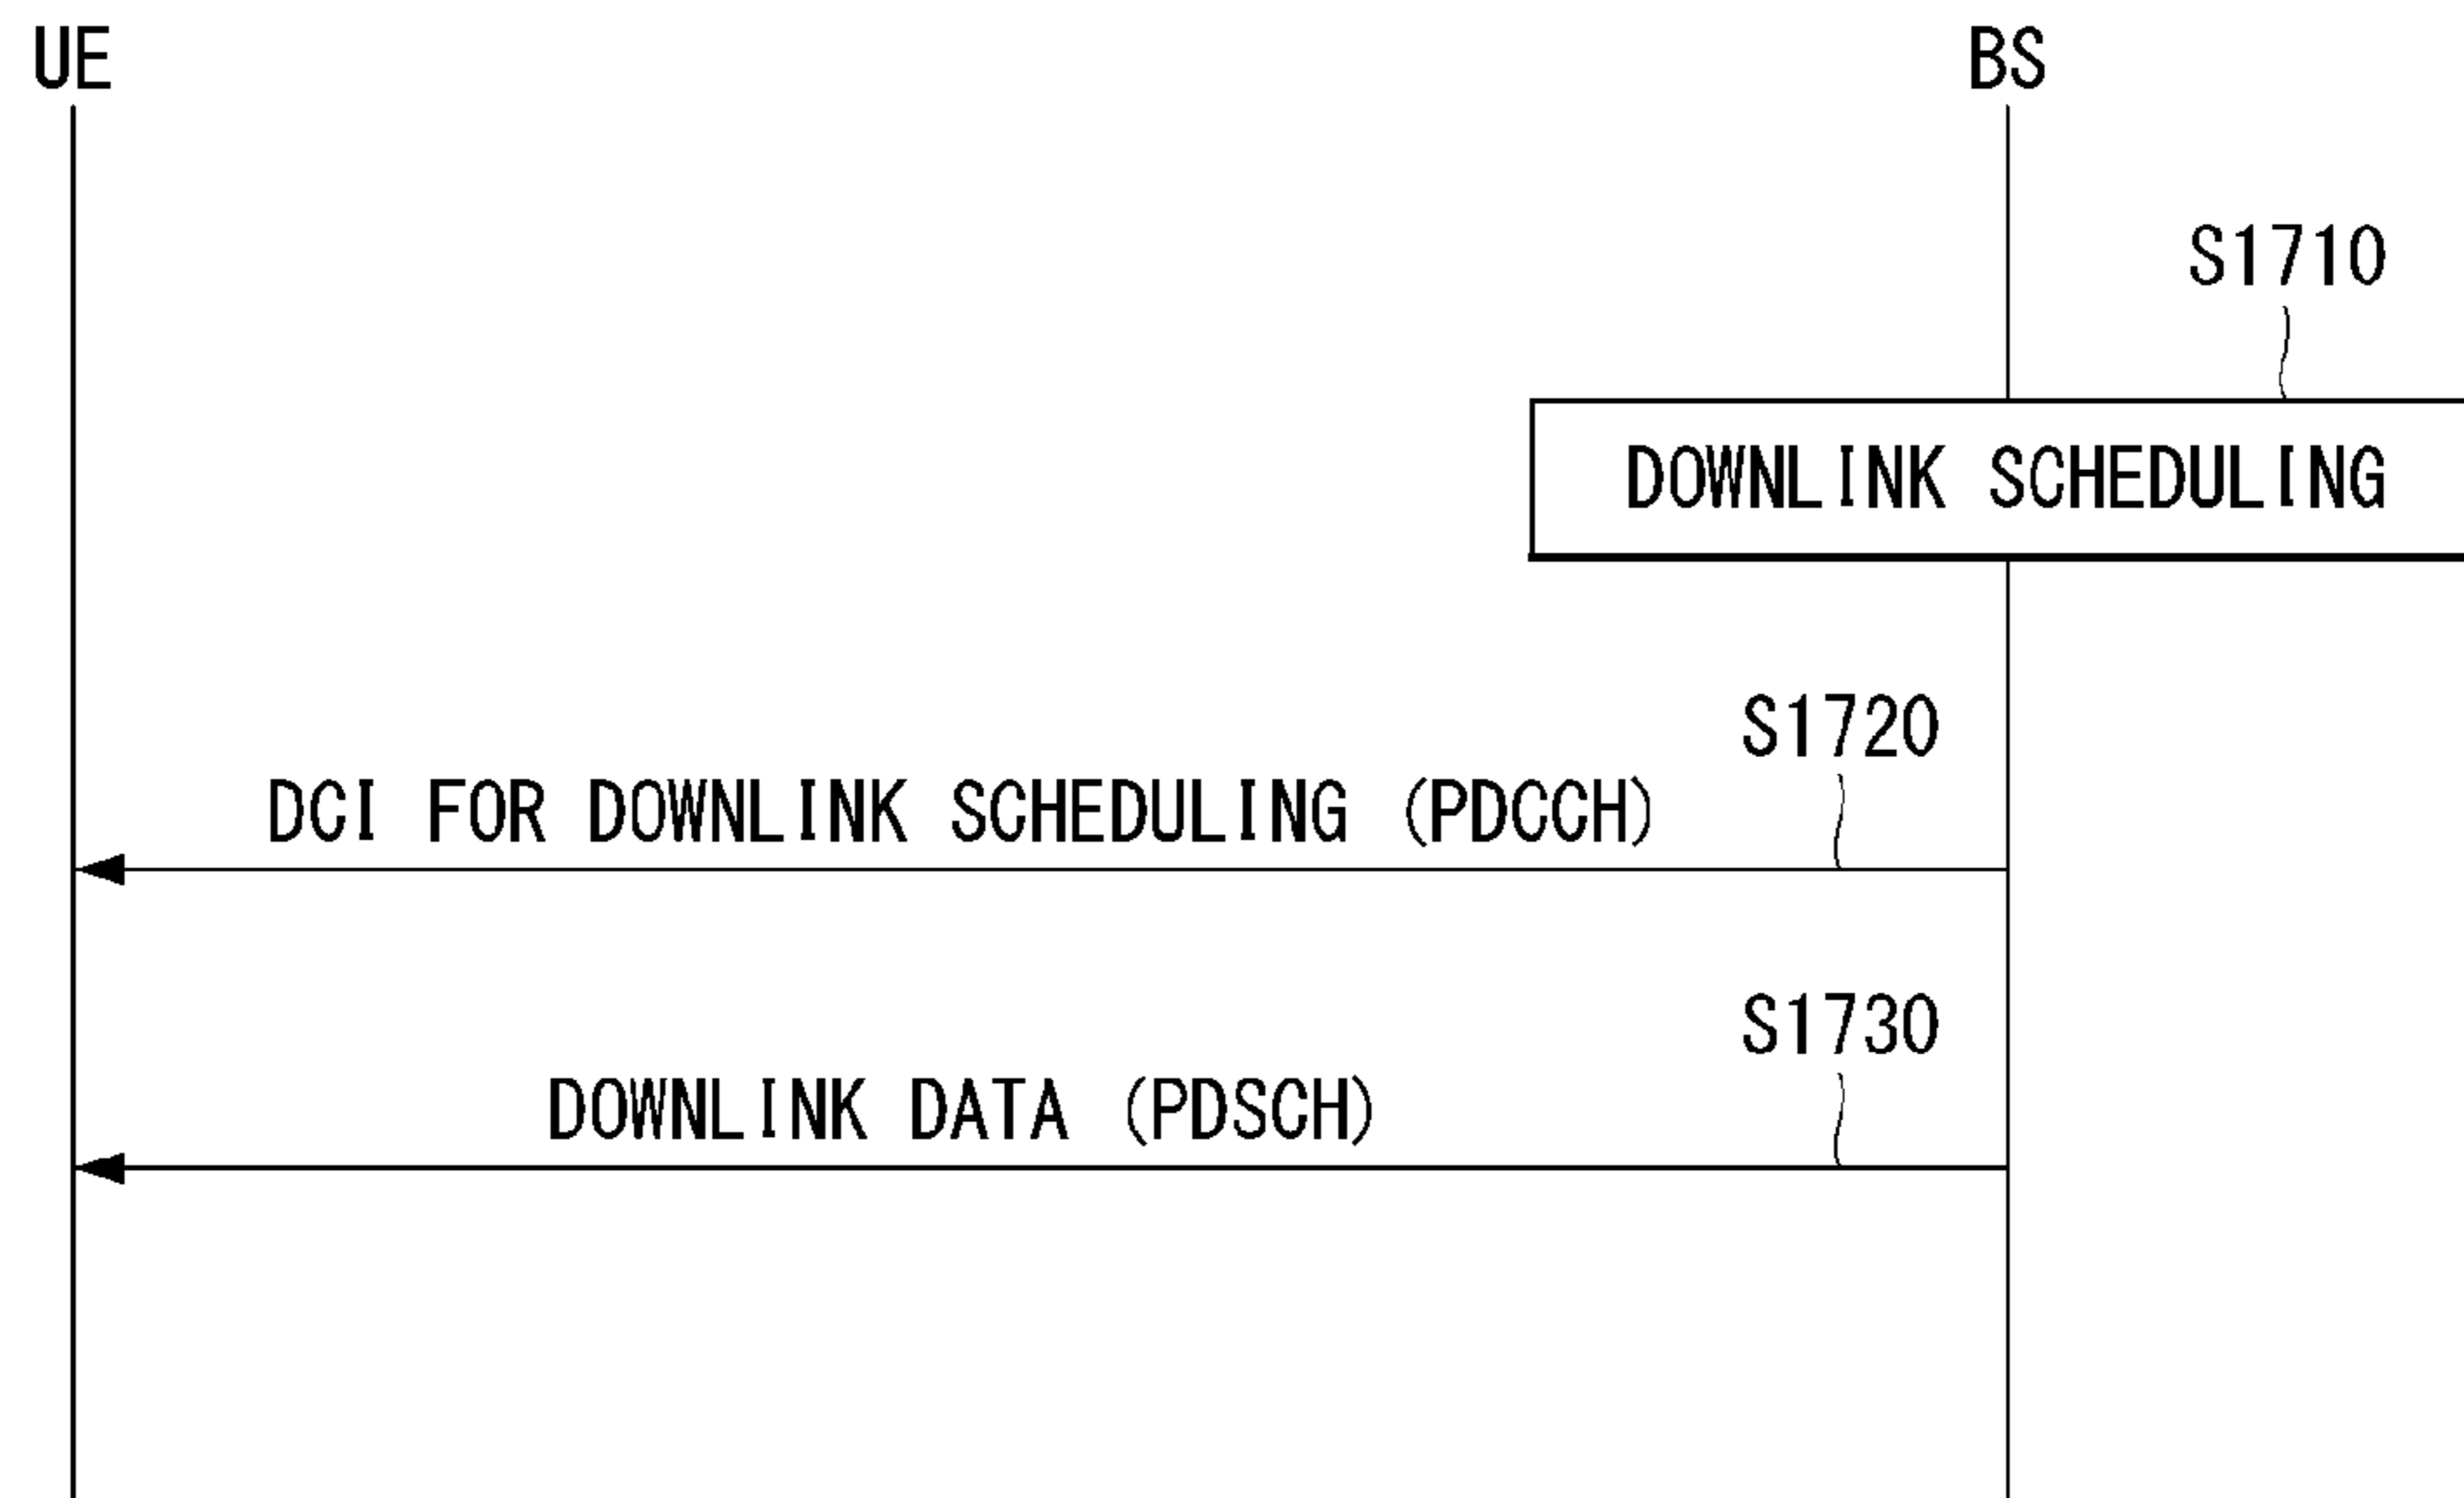 UE BS
S1710
DOWNLINK SCHEDULING
S1720
DCI FOR DOWNLINK SCHEDULING (PDCCH)
S1730
DOWNLINK DATA (PDSCH)